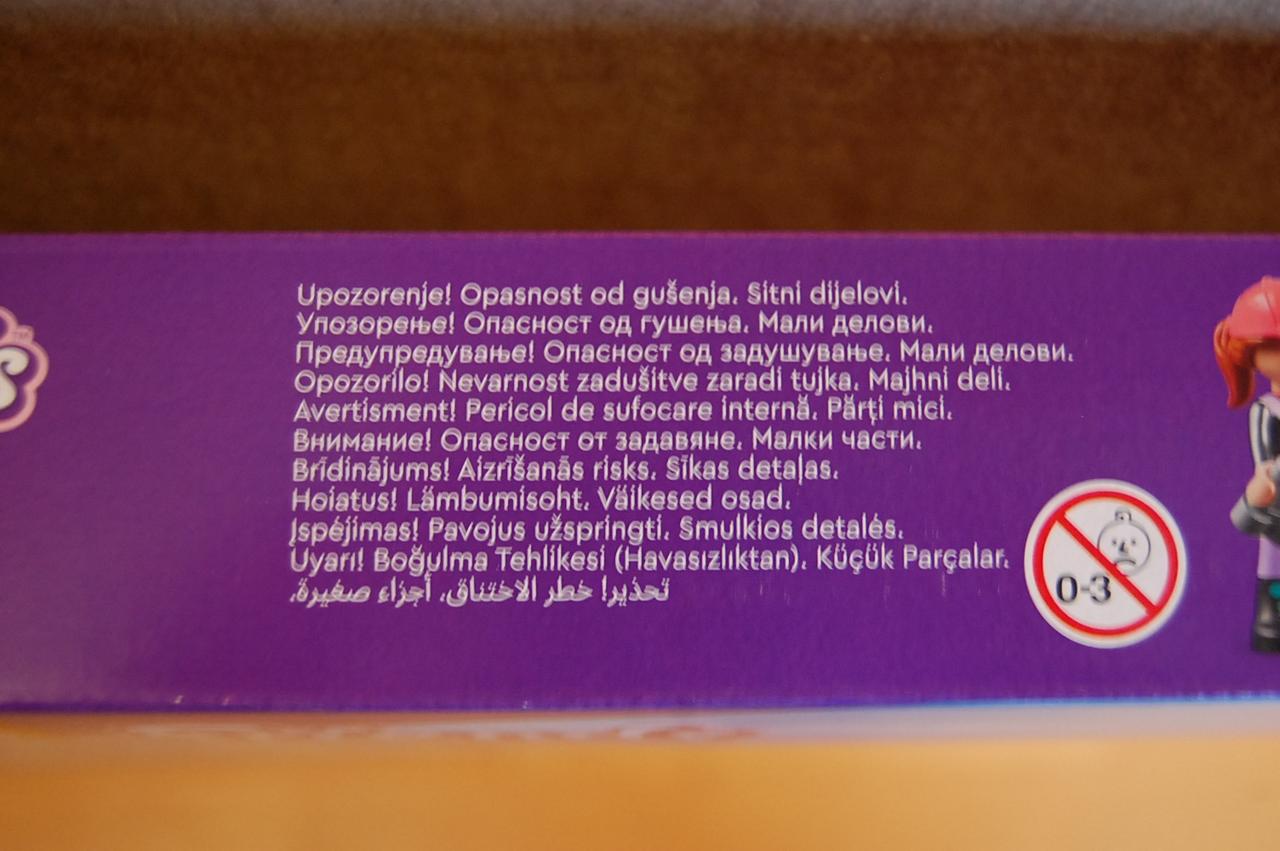 Upozorenje! Opasnost od gušenja. Sitni dijelovi.
Упозорење! Опасност од гушења. Мали делови.
Предупредување! Опасност од задушување. Мали делови.
Opozorilo! Nevarnost zadušitve zaradi tujka. Majhni deli.
Avertisment! Pericol de sufocare internă. Părți mici.
Внимание! Опасност от задавяне. Малки части.
Brīdinājums! Aizrīšanās risks. Sīkas detaļas.
Hoiatus! Lämbumisoht. Väikesed osad.
Įspėjimas! Pavojus užspringti. Smulkios detalės.
Uyarı! Boğulma Tehlikesi (Havasızlıktan). Küçük Parçalar.
تحذير! خطر الاختناق. أجزاء صغيرة.
0-3
S
™